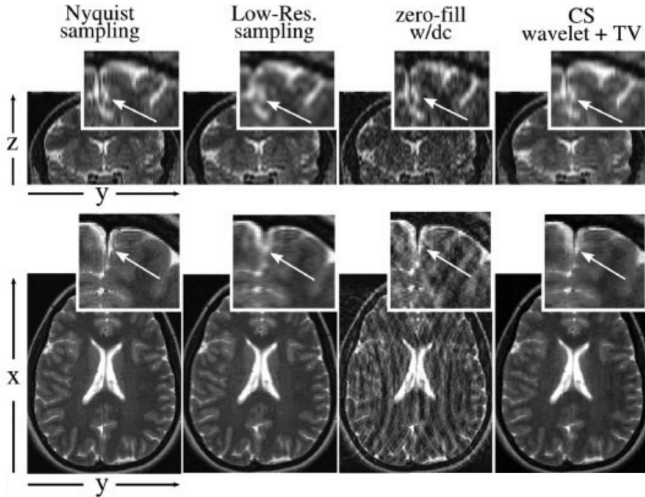 Nyquist
sampling
Low-Res.
sampling
zero-fill
w/dc
CS
wavelet + TV
z
y
x
y